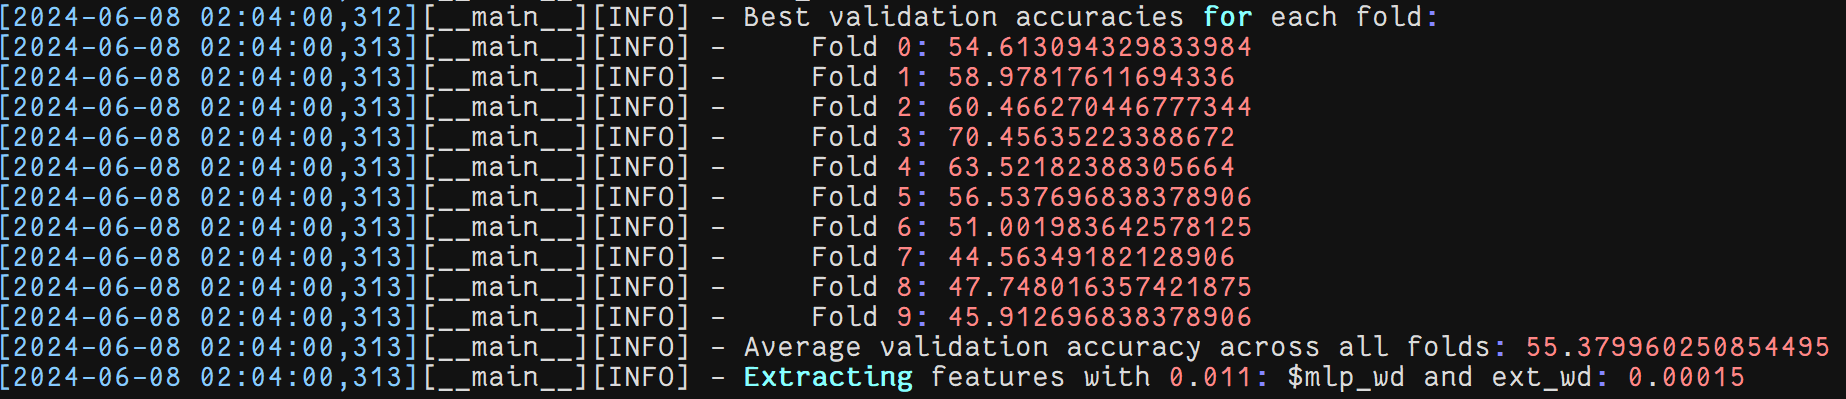 [2024-06-08 02:04:00,312][__main__][INFO] - Best validation accuracies for each fold:
[2024-06-08 02:04:00,313][__main__][INFO] -     Fold 0: 54.613094329833984
[2024-06-08 02:04:00,313][__main__][INFO] -     Fold 1: 58.97817611694336
[2024-06-08 02:04:00,313][__main__][INFO] -     Fold 2: 60.466270446777344
[2024-06-08 02:04:00,313][__main__][INFO] -     Fold 3: 70.45635223388672
[2024-06-08 02:04:00,313][__main__][INFO] -     Fold 4: 63.52182388305664
[2024-06-08 02:04:00,313][__main__][INFO] -     Fold 5: 56.537696838378906
[2024-06-08 02:04:00,313][__main__][INFO] -     Fold 6: 51.001983642578125
[2024-06-08 02:04:00,313][__main__][INFO] -     Fold 7: 44.56349182128906
[2024-06-08 02:04:00,313][__main__][INFO] -     Fold 8: 47.748016357421875
[2024-06-08 02:04:00,313][__main__][INFO] -     Fold 9: 45.912696838378906
[2024-06-08 02:04:00,313][__main__][INFO] - Average validation accuracy across all folds: 55.379960250854495
[2024-06-08 02:04:00,313][__main__][INFO] - Extracting features with 0.011: $mlp_wd and ext_wd: 0.00015